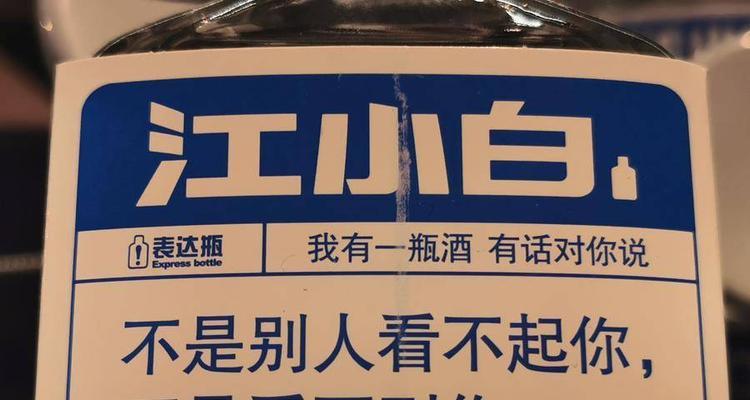 江小白
表达瓶
Express bottle
我有一瓶酒 有话对你说
不是别人看不起你,